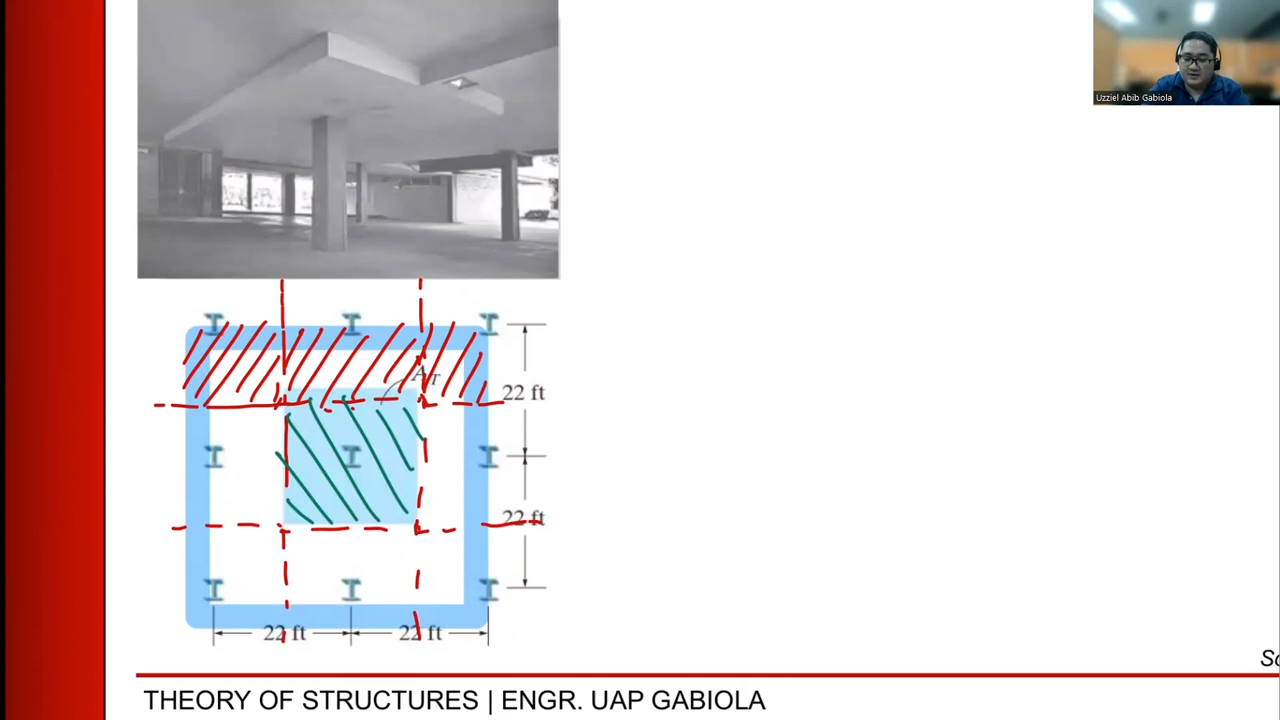 Uzziel Abib Gabiola
A T
22 ft
22 ft
22 ft
22 ft
THEORY OF STRUCTURES | ENGR. UAP GABIOLA